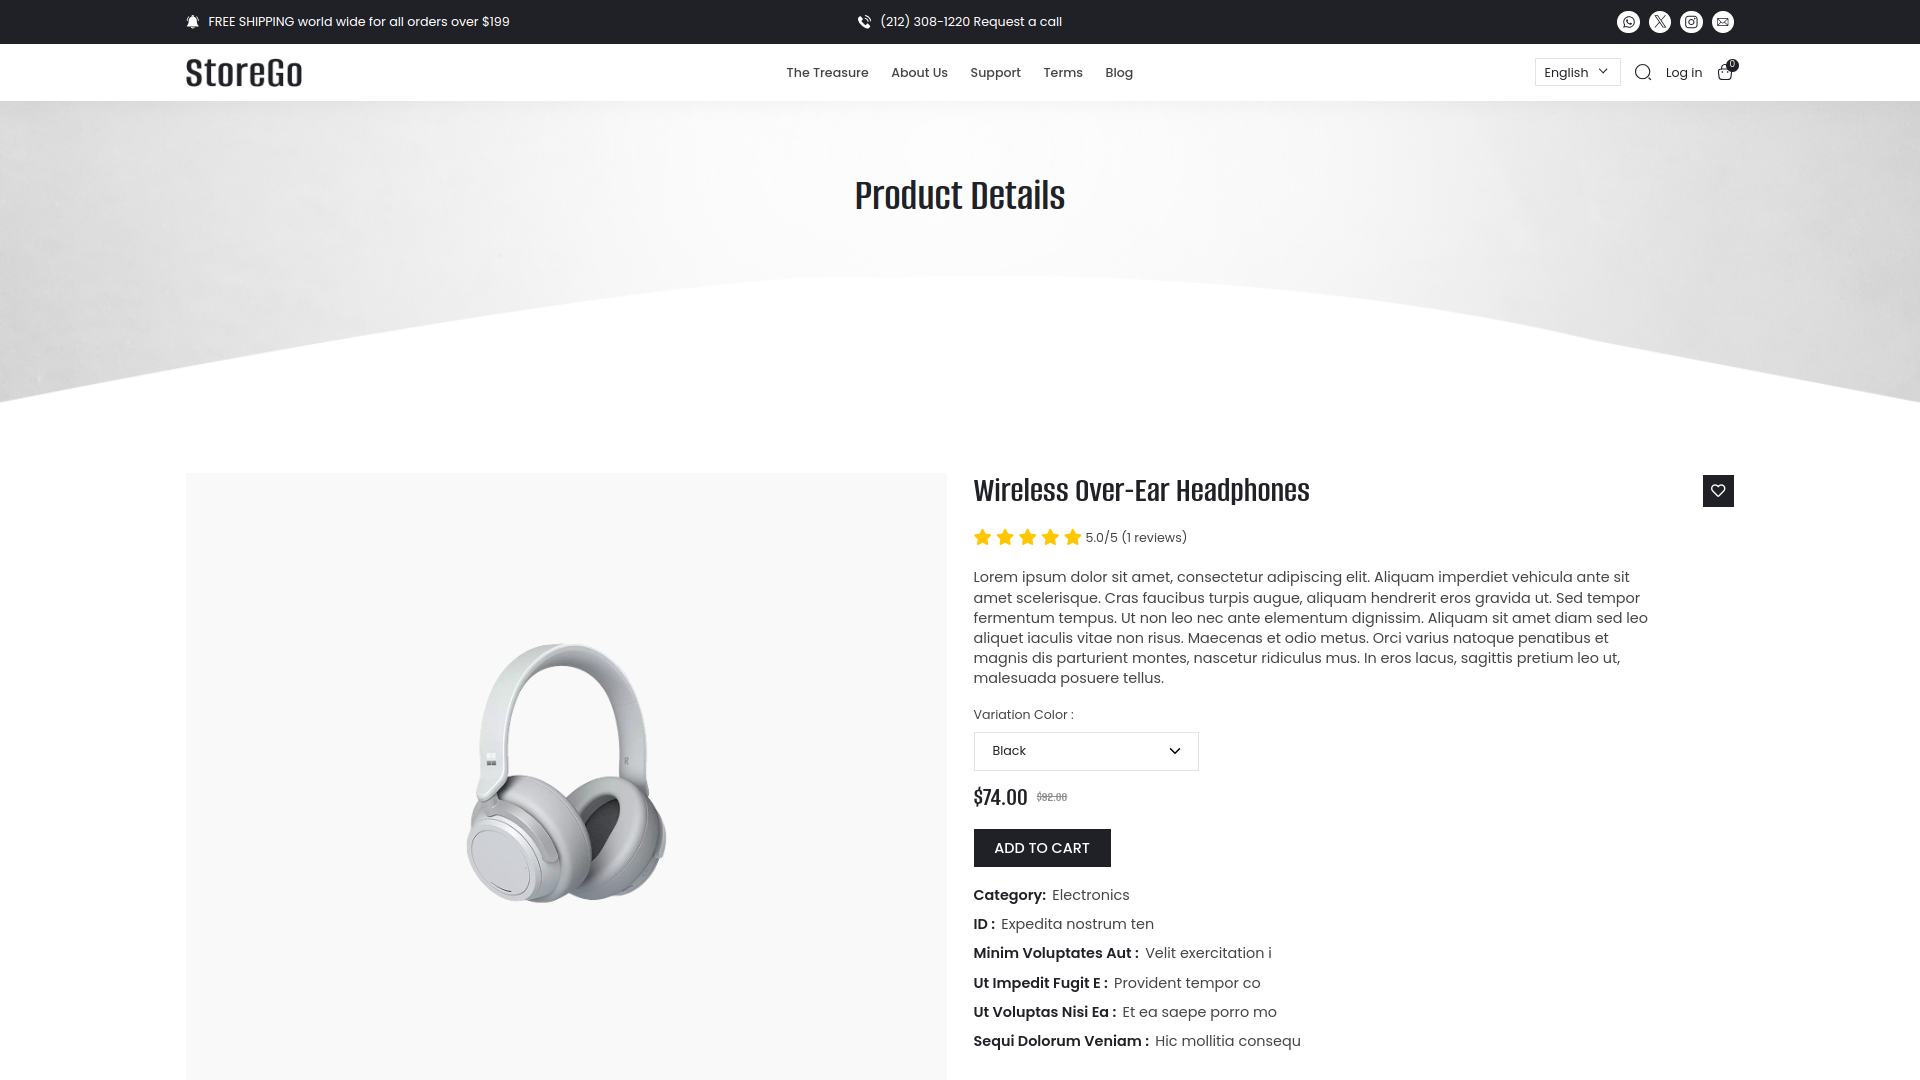 FREE SHIPPING world wide for all orders over $199
(212) 308-1220 Request a call
StoreGo
The Treasure
About Us
Support
Terms
Blog
English
Log in
0
Product Details
Wireless Over-Ear Headphones
5.0/5 (1 reviews)
Lorem ipsum dolor sit amet, consectetur adipiscing elit. Aliquam imperdiet vehicula ante sit
amet scelerisque. Cras faucibus turpis augue, aliquam hendrerit eros gravida ut. Sed tempor
fermentum tempus. Ut non leo nec ante elementum dignissim. Aliquam sit amet diam sed leo
aliquet iaculis vitae non risus. Maecenas et odio metus. Orci varius natoque penatibus et
magnis dis parturient montes, nascetur ridiculus mus. In eros lacus, sagittis pretium leo ut,
malesuada posuere tellus.
Variation Color :
Black
$74.00 $92.00
ADD TO CART
Category: Electronics
ID : Expedita nostrum ten
Minim Voluptates Aut : Velit exercitation i
Ut Impedit Fugit E : Provident tempor co
Ut Voluptas Nisi Ea : Et ea saepe porro mo
Sequi Dolorum Veniam : Hic mollitia consequ